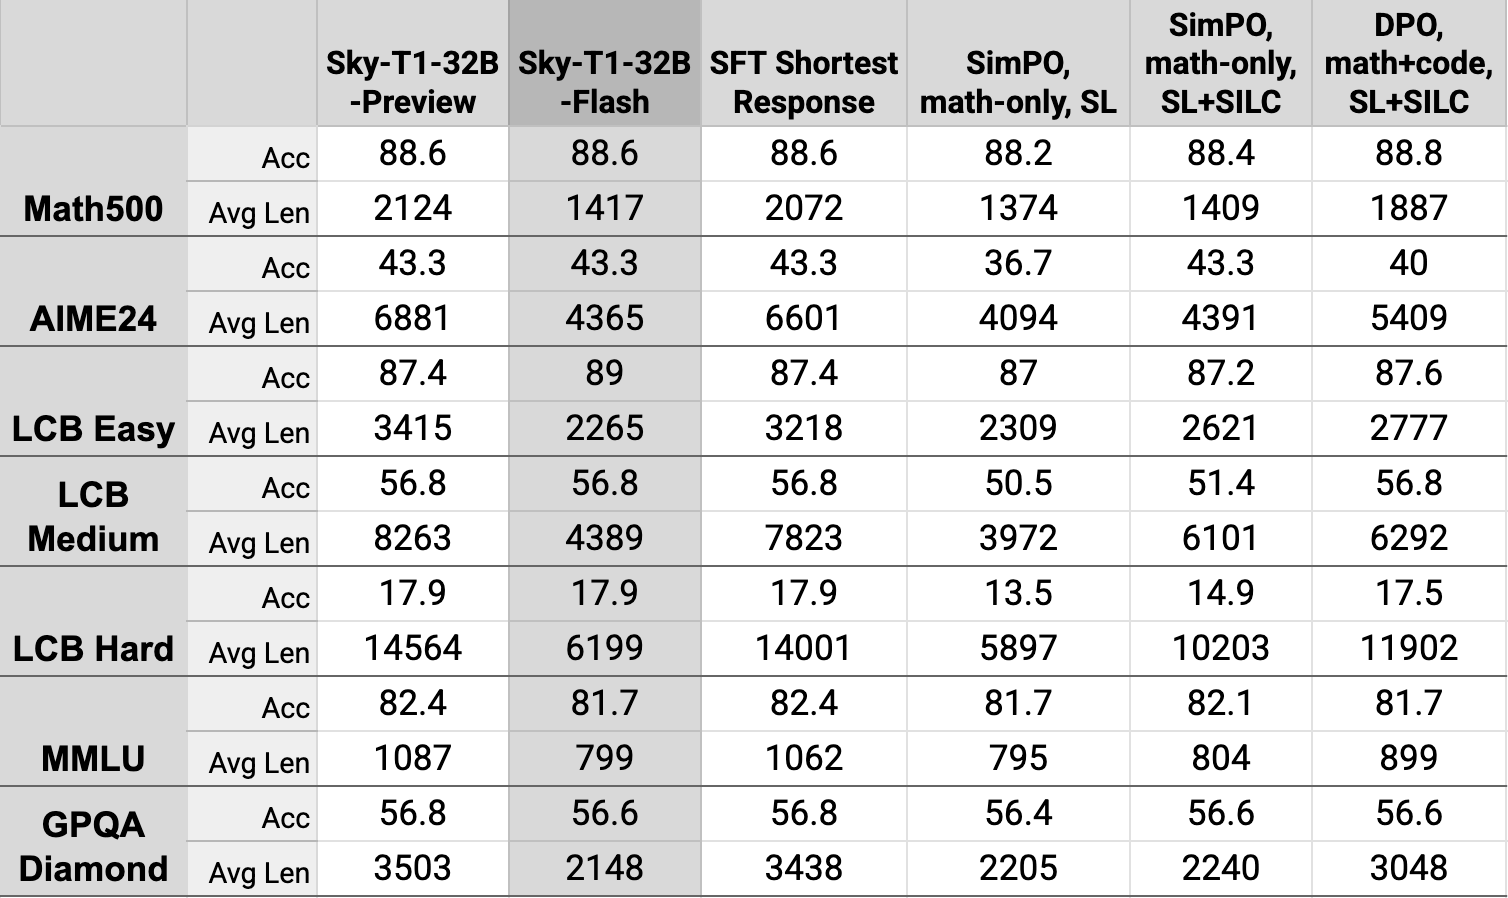 Sky-T1-32B
-Preview
Sky-T1-32B
-Flash
SFT Shortest
Response
SimPO,
math-only, SL
SimPO,
math-only,
SL+SILC
DPO,
math+code,
SL+SILC
Math500
Acc 88.6 88.6 88.6 88.2 88.4 88.8
Avg Len 2124 1417 2072 1374 1409 1887
AIME24
Acc 43.3 43.3 43.3 36.7 43.3 40
Avg Len 6881 4365 6601 4094 4391 5409
LCB Easy
Acc 87.4 89 87.4 87 87.2 87.6
Avg Len 3415 2265 3218 2309 2621 2777
LCB
Medium
Acc 56.8 56.8 56.8 50.5 51.4 56.8
Avg Len 8263 4389 7823 3972 6101 6292
LCB Hard
Acc 17.9 17.9 17.9 13.5 14.9 17.5
Avg Len 14564 6199 14001 5897 10203 11902
MMLU
Acc 82.4 81.7 82.4 81.7 82.1 81.7
Avg Len 1087 799 1062 795 804 899
GPQA
Diamond
Acc 56.8 56.6 56.8 56.4 56.6 56.6
Avg Len 3503 2148 3438 2205 2240 3048